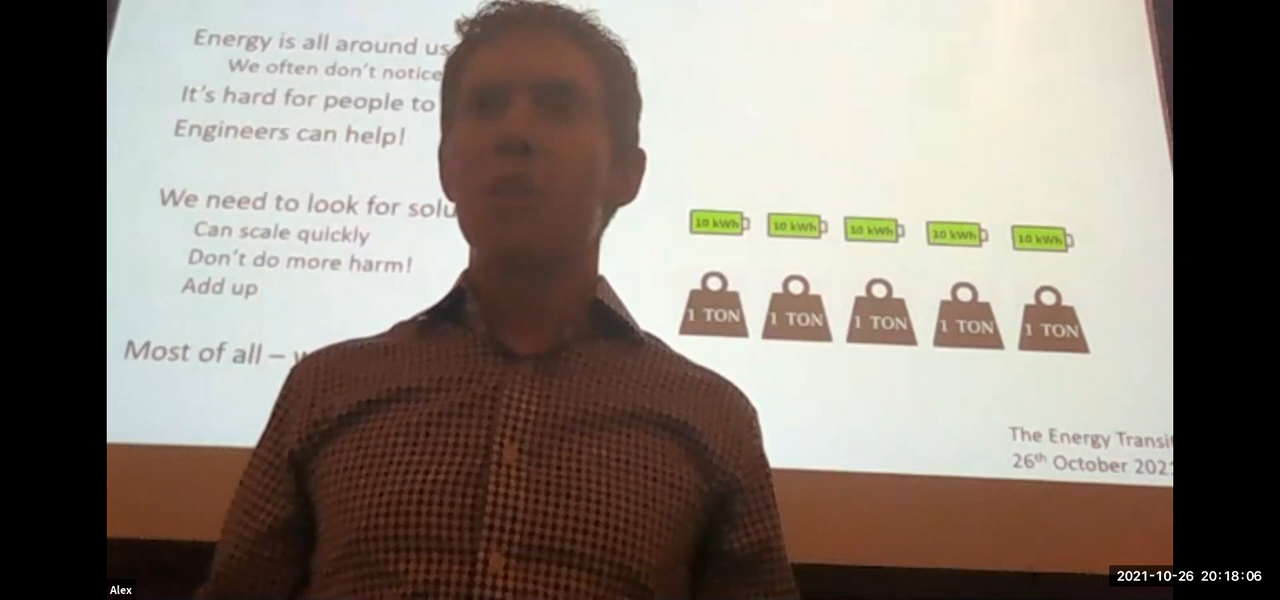 Energy is all around us
We often don't notice
It's hard for people to
Engineers can help!
We need to look for solu
Can scale quickly
Don't do more harm!
Add up
Most of all –
10 kWh 10 kWh 10 kWh 10 kWh 10 kWh
1 TON 1 TON 1 TON 1 TON 1 TON
The Energy Transi
26th October 202
Alex
2021-10-26 20:18:06